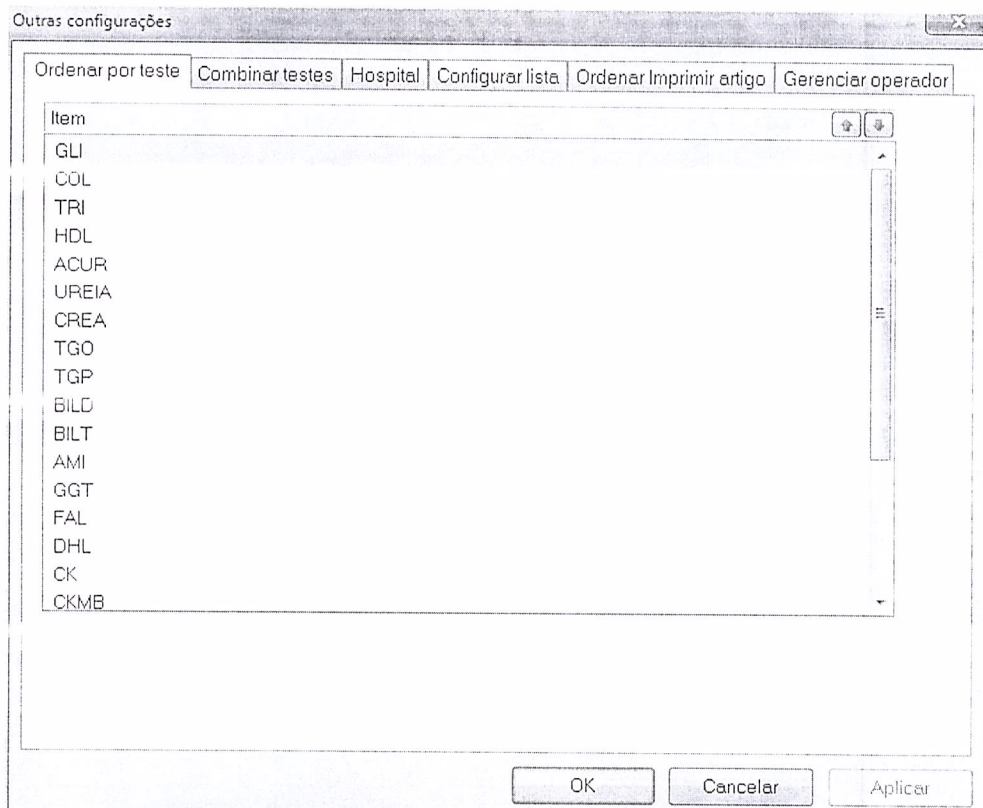 Outras configurações
Ordenar por teste Combinar testes Hospital Configurar lista Ordenar Imprimir artigo Gerenciar operador
Item
GLI
COL
TRI
HDL
ACUR
UREIA
CREA
TGO
TGP
BILD
BILT
AMI
GGT
FAL
DHL
CK
CKMB
OK Cancelar Aplicar